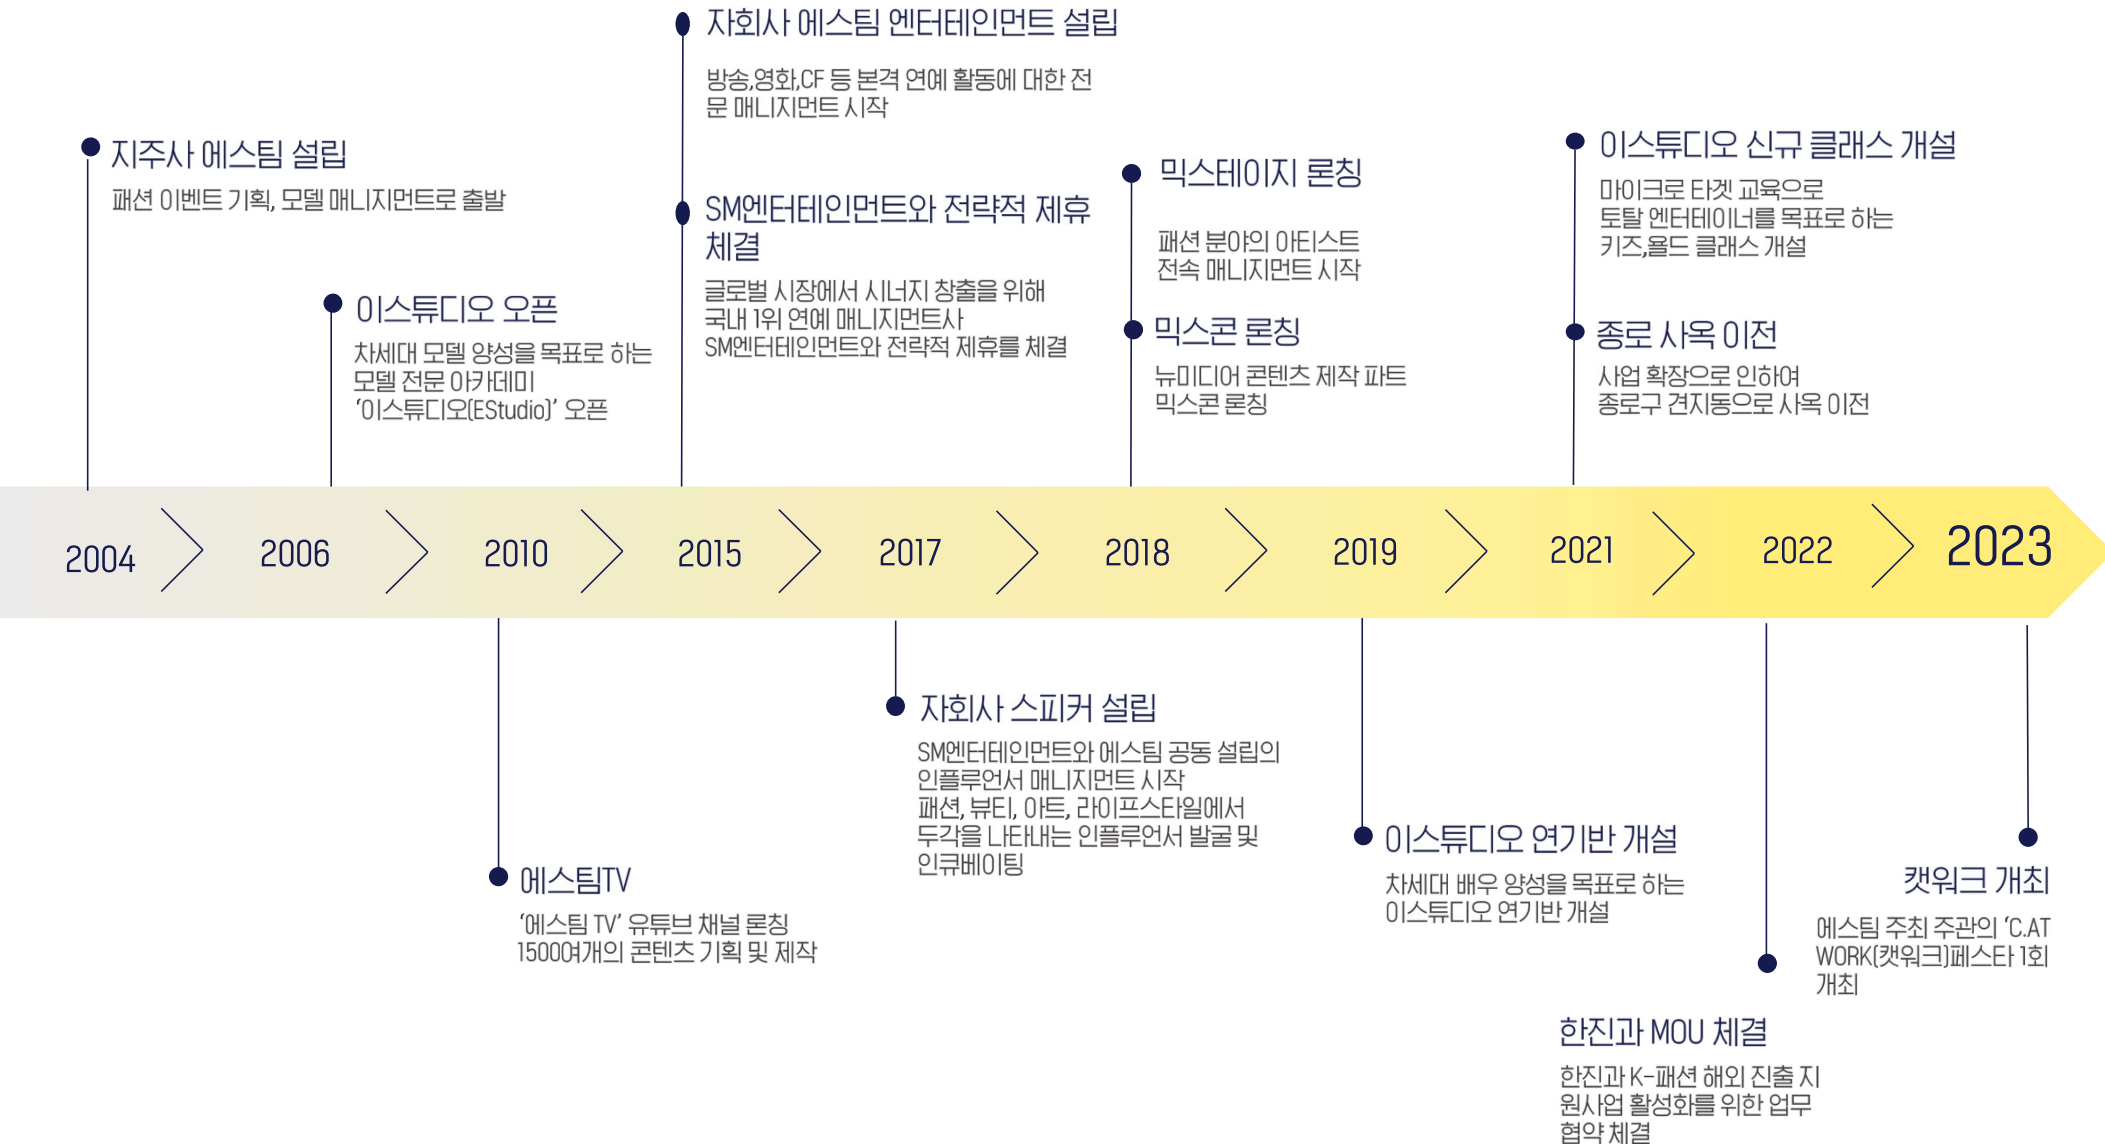 자회사 에스팀 엔터테인먼트 설립
방송,영화,CF 등 본격 연예 활동에 대한 전
문 매니지먼트 시작
지주사 에스팀 설립
패션 이벤트 기획, 모델 매니지먼트로 출발
이스튜디오 오픈
차세대 모델 양성을 목표로 하는
모델 전문 아카데미
‘이스튜디오(EStudio)’ 오픈
SM엔터테인먼트와 전략적 제휴
체결
글로벌 시장에서 시너지 창출을 위해
국내 1위 연예 매니지먼트사
SM엔터테인먼트와 전략적 제휴를 체결
믹스테이지 론칭
패션 분야의 아티스트
전속 매니지먼트 시작
믹스콘 론칭
뉴미디어 콘텐츠 제작 파트
믹스콘 론칭
이스튜디오 신규 클래스 개설
마이크로 타겟 교육으로
토탈 엔터테이너를 목표로 하는
키즈,욜드 클래스 개설
종로 사옥 이전
사업 확장으로 인하여
종로구 견지동으로 사옥 이전
2004 2006 2010 2015 2017 2018 2019 2021 2022 2023
에스팀TV
‘에스팀 TV’ 유튜브 채널 론칭
1500여개의 콘텐츠 기획 및 제작
자회사 스피커 설립
SM엔터테인먼트와 에스팀 공동 설립의
인플루언서 매니지먼트 시작
패션, 뷰티, 아트, 라이프스타일에서
두각을 나타내는 인플루언서 발굴 및
인큐베이팅
이스튜디오 연기반 개설
차세대 배우 양성을 목표로 하는
이스튜디오 연기반 개설
한진과 MOU 체결
한진과 K-패션 해외 진출 지
원사업 활성화를 위한 업무
협약 체결
캣워크 개최
에스팀 주최 주관의 ‘C.AT
WORK(캣워크)페스타 1회
개최